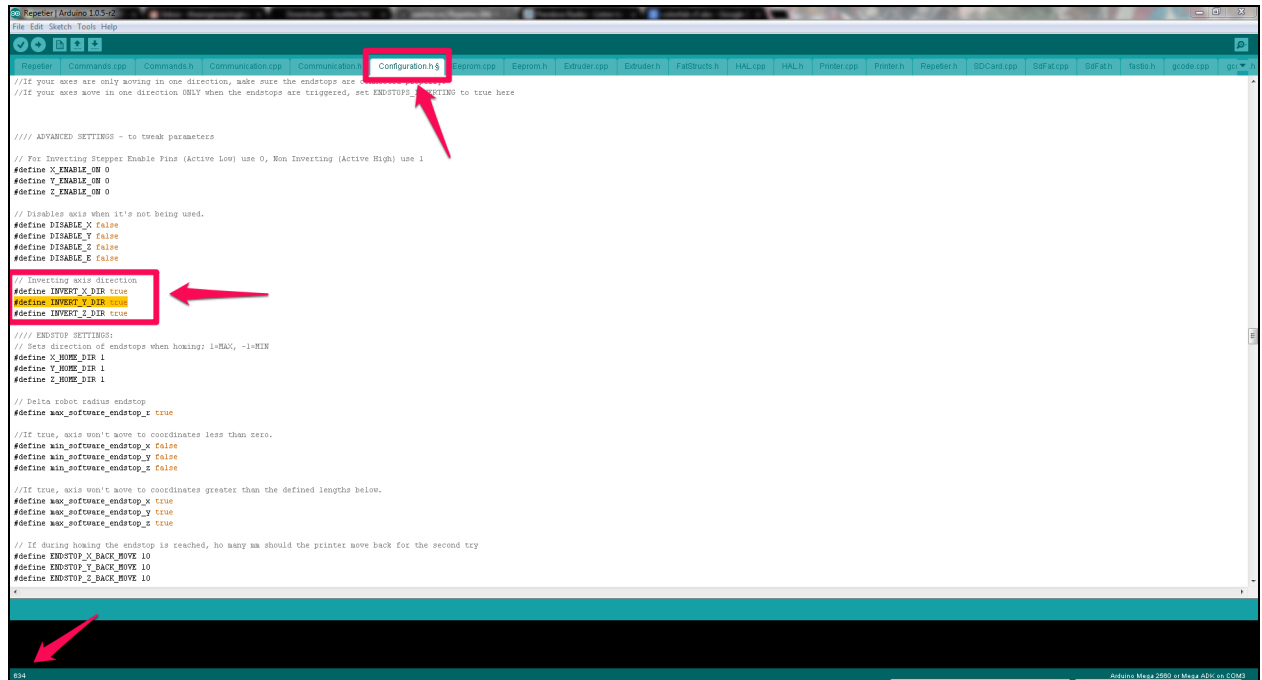 Repetier | Arduino 1.0.5-r2
File Edit Sketch Tools Help
Repetier Commands.cpp Commands.h Communication.cpp Communication.h Configuration.h § Eeprom.cpp Eeprom.h Extruder.cpp Extruder.h FatStructs.h HAL.cpp HAL.h Printer.cpp Printer.h Repetier.h SDCard.cpp SdFat.cpp SdFat.h fastio.h gcode.cpp
//If your axes are only moving in one direction, make sure the endstops are
//If your axes move in one direction ONLY when the endstops are triggered, set to true here
//// ADVANCED SETTINGS - to tweak parameters
// For Inverting Stepper Enable Pins (Active Low) use 0, Non Inverting (Active High) use 1
#define X_ENABLE_ON 0
#define Y_ENABLE_ON 0
#define Z_ENABLE_ON 0
// Disables axis when it's not being used.
#define DISABLE_X false
#define DISABLE_Y false
#define DISABLE_Z false
#define DISABLE_E false
// Inverting axis direction
#define INVERT_X_DIR true
#define INVERT_Y_DIR true
#define INVERT_Z_DIR true
//// ENDSTOP SETTINGS:
// Sets direction of endstops when homing; 1=MAX, -1=MIN
#define X_HOME_DIR 1
#define Y_HOME_DIR 1
#define Z_HOME_DIR 1
// Delta robot radius endstop
#define max_software_endstop_r true
//If true, axis won't move to coordinates less than zero.
#define min_software_endstop_x false
#define min_software_endstop_y false
#define min_software_endstop_z false
//If true, axis won't move to coordinates greater than the defined lengths below.
#define max_software_endstop_x true
#define max_software_endstop_y true
#define max_software_endstop_z true
// If during homing the endstop is reached, ho many mm should the printer move back for the second try
#define ENDSTOP_X_BACK_MOVE 10
#define ENDSTOP_Y_BACK_MOVE 10
#define ENDSTOP_Z_BACK_MOVE 10
634
Arduino Mega 2560 or Mega ADK on COM3